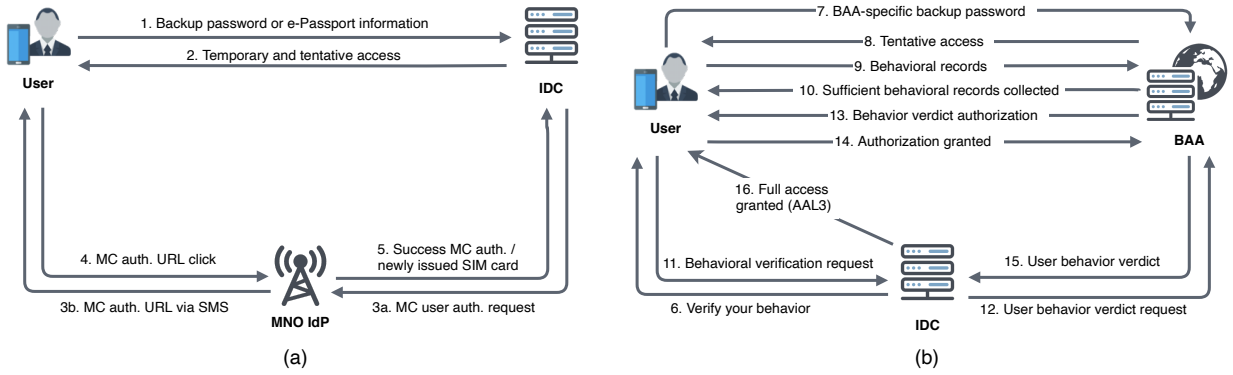 1. Backup password or e-Passport information
2. Temporary and tentative access
User
IDC
4. MC auth. URL click
5. Success MC auth. /
newly issued SIM card
3b. MC auth. URL via SMS
3a. MC user auth. request
MNO IdP
(a)
7. BAA-specific backup password
8. Tentative access
9. Behavioral records
10. Sufficient behavioral records collected
13. Behavior verdict authorization
User
14. Authorization granted
BAA
16. Full access
granted (AAL3)
11. Behavioral verification request
15. User behavior verdict
6. Verify your behavior
12. User behavior verdict request
IDC
(b)